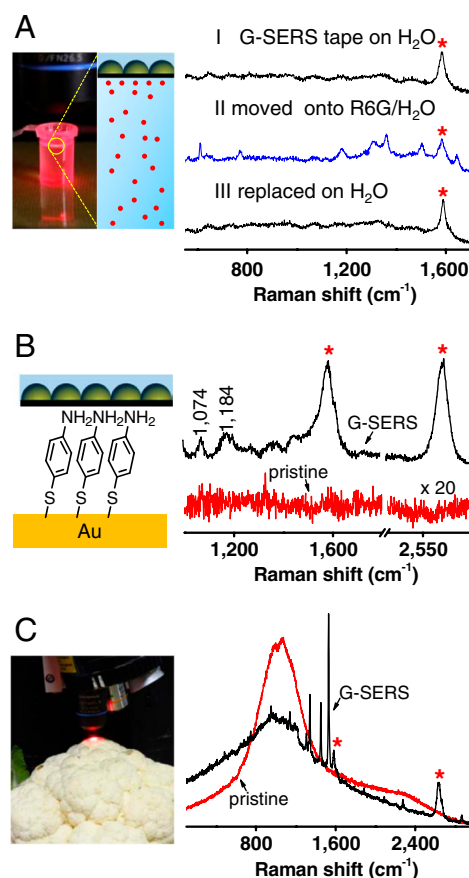 A
/FN26.5
I G-SERS tape on H₂O
*
II moved onto R6G/H₂O
*
III replaced on H₂O
*
800 1,200 1,600
Raman shift (cm⁻¹)
B
NH₂NH₂NH₂
S S S
Au
1,074
1,184
*
*
G-SERS
pristine
x 20
1,200 1,600 2,550
Raman shift (cm⁻¹)
C
G-SERS
*
*
pristine
800 1,600 2,400
Raman shift (cm⁻¹)